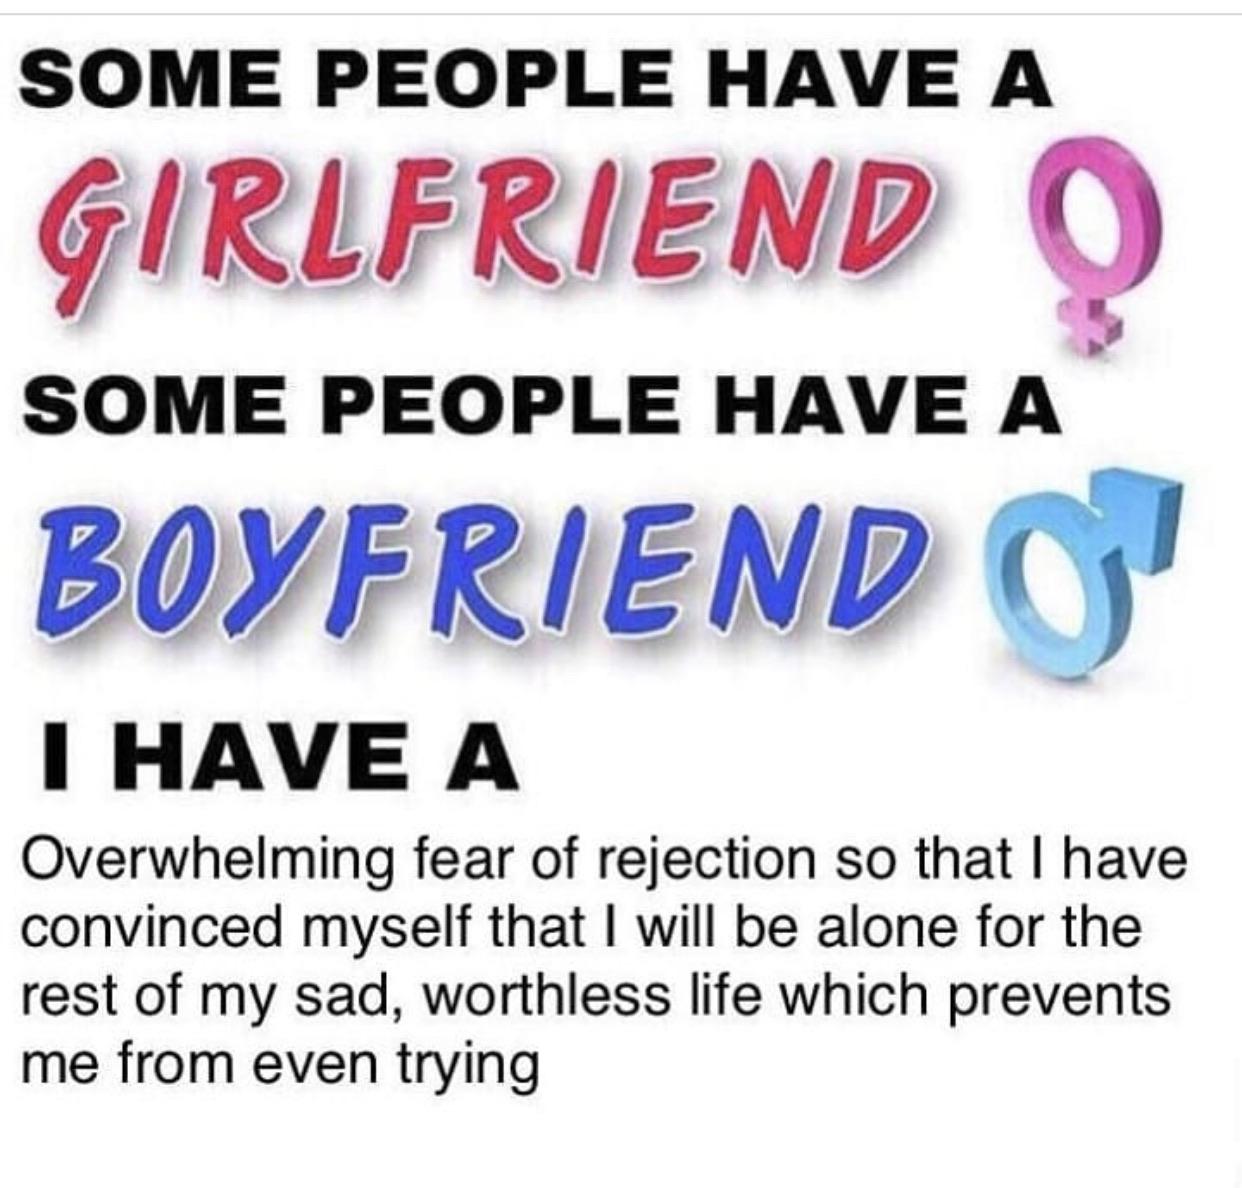 SOME PEOPLE HAVE A
GIRLFRIEND
SOME PEOPLE HAVE A
BOYFRIEND
I HAVE A
Overwhelming fear of rejection so that I have
convinced myself that I will be alone for the
rest of my sad, worthless life which prevents
me from even trying